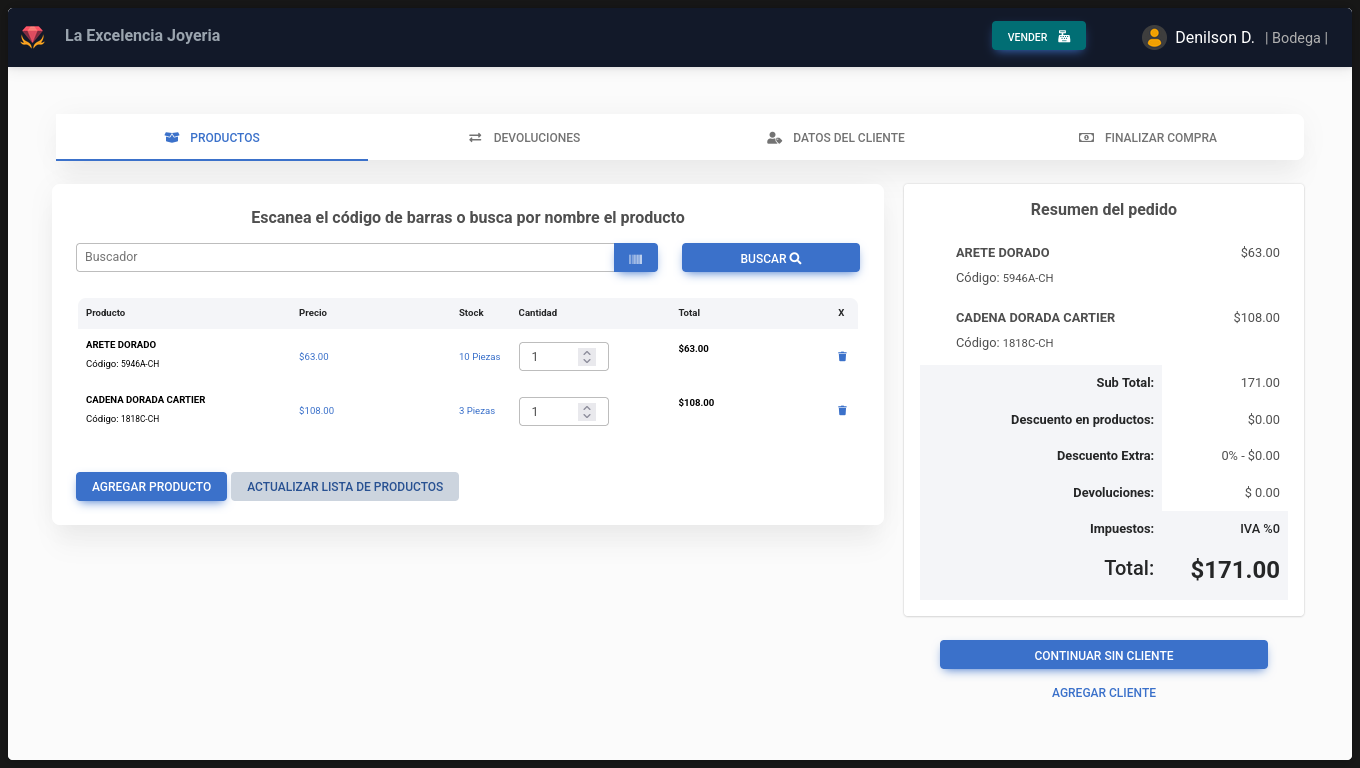 La Excelencia Joyeria
VENDER
Denilson D. | Bodega |
PRODUCTOS
DEVOLUCIONES
DATOS DEL CLIENTE
FINALIZAR COMPRA
Escanea el código de barras o busca por nombre el producto
Buscador
BUSCAR
Producto Precio Stock Cantidad Total X
ARETE DORADO
Código: 5946A-CH
$63.00 10 Piezas 1 $63.00
CADENA DORADA CARTIER
Código: 1818C-CH
$108.00 3 Piezas 1 $108.00
AGREGAR PRODUCTO
ACTUALIZAR LISTA DE PRODUCTOS
Resumen del pedido
ARETE DORADO $63.00
Código: 5946A-CH
CADENA DORADA CARTIER $108.00
Código: 1818C-CH
Sub Total: 171.00
Descuento en productos: $0.00
Descuento Extra: 0% - $0.00
Devoluciones: $ 0.00
Impuestos: IVA %0
Total: $171.00
CONTINUAR SIN CLIENTE
AGREGAR CLIENTE